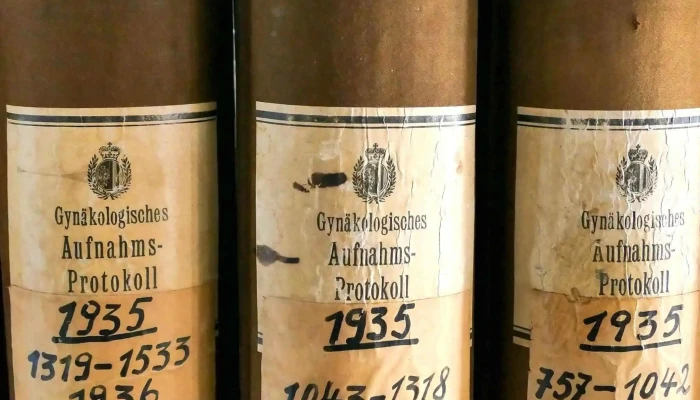 Gynäkologisches
Aufnahms-
Protokoll
1935
1319-1533
1936
Gynäkologisches
Aufnahms-
Protokoll
1935
1043-1318
Gynäkologisches
Aufnahms-
Protokoll
1935
757-1042